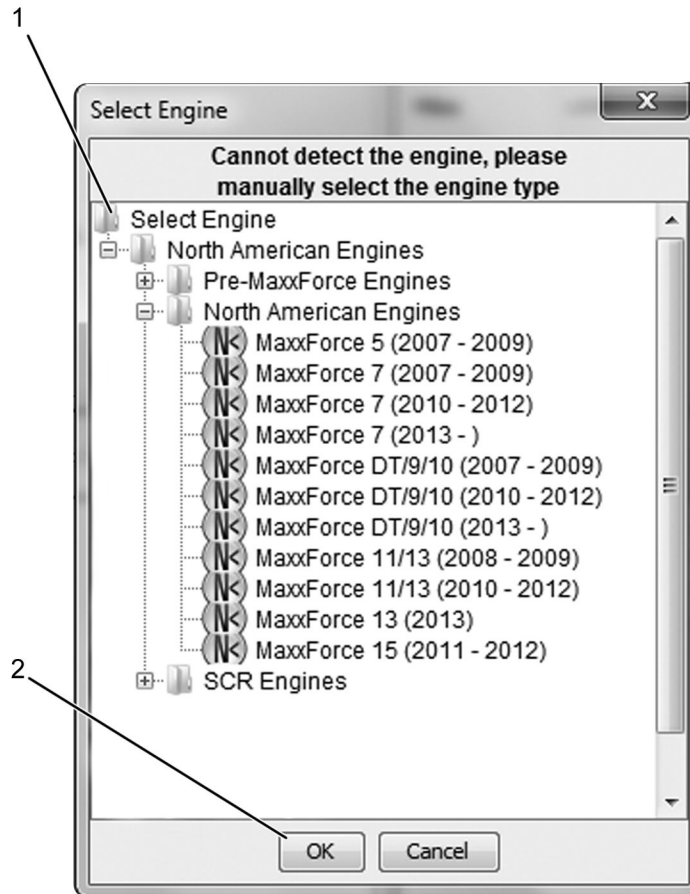 1
Select Engine
x
Cannot detect the engine, please
manually select the engine type
Select Engine
North American Engines
Pre-MaxxForce Engines
North American Engines
MaxxForce 5 (2007 - 2009)
MaxxForce 7 (2007 - 2009)
MaxxForce 7 (2010 - 2012)
MaxxForce 7 (2013 - )
MaxxForce DT/9/10 (2007 - 2009)
MaxxForce DT/9/10 (2010 - 2012)
MaxxForce DT/9/10 (2013 - )
MaxxForce 11/13 (2008 - 2009)
MaxxForce 11/13 (2010 - 2012)
MaxxForce 13 (2013)
MaxxForce 15 (2011 - 2012)
2
SCR Engines
OK Cancel